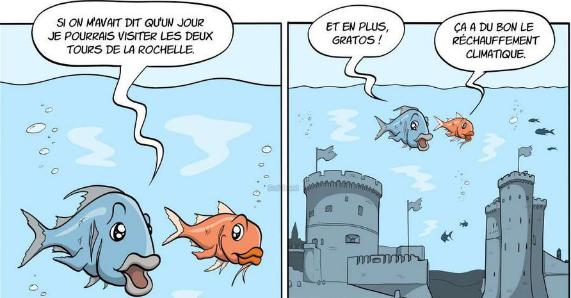 SI ON M'AVAIT DIT QU'UN JOUR
JE POURRAIS VISITER LES DEUX
TOURS DE LA ROCHELLE.
ET EN PLUS,
GRATOS !
ÇA A DU BON LE
RÉCHAUFFEMENT
CLIMATIQUE.